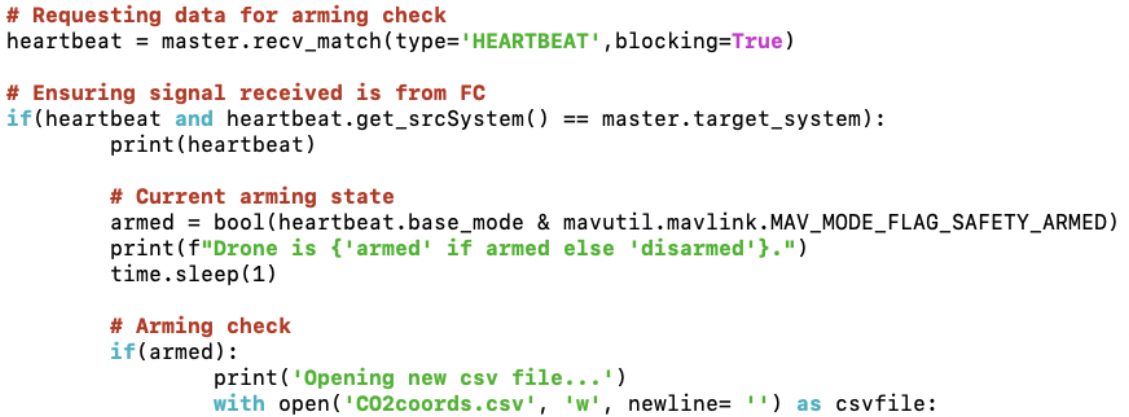 # Requesting data for arming check
heartbeat = master.recv_match(type='HEARTBEAT',blocking=True)
# Ensuring signal received is from FC
if(heartbeat and heartbeat.get_srcSystem() == master.target_system):
print(heartbeat)
# Current arming state
armed = bool(heartbeat.base_mode & mavutil.mavlink.MAV_MODE_FLAG_SAFETY_ARMED)
print(f"Drone is {'armed' if armed else 'disarmed'}.")
time.sleep(1)
# Arming check
if(armed):
print('Opening new csv file...')
with open('CO2coords.csv', 'w', newline= '') as csvfile: